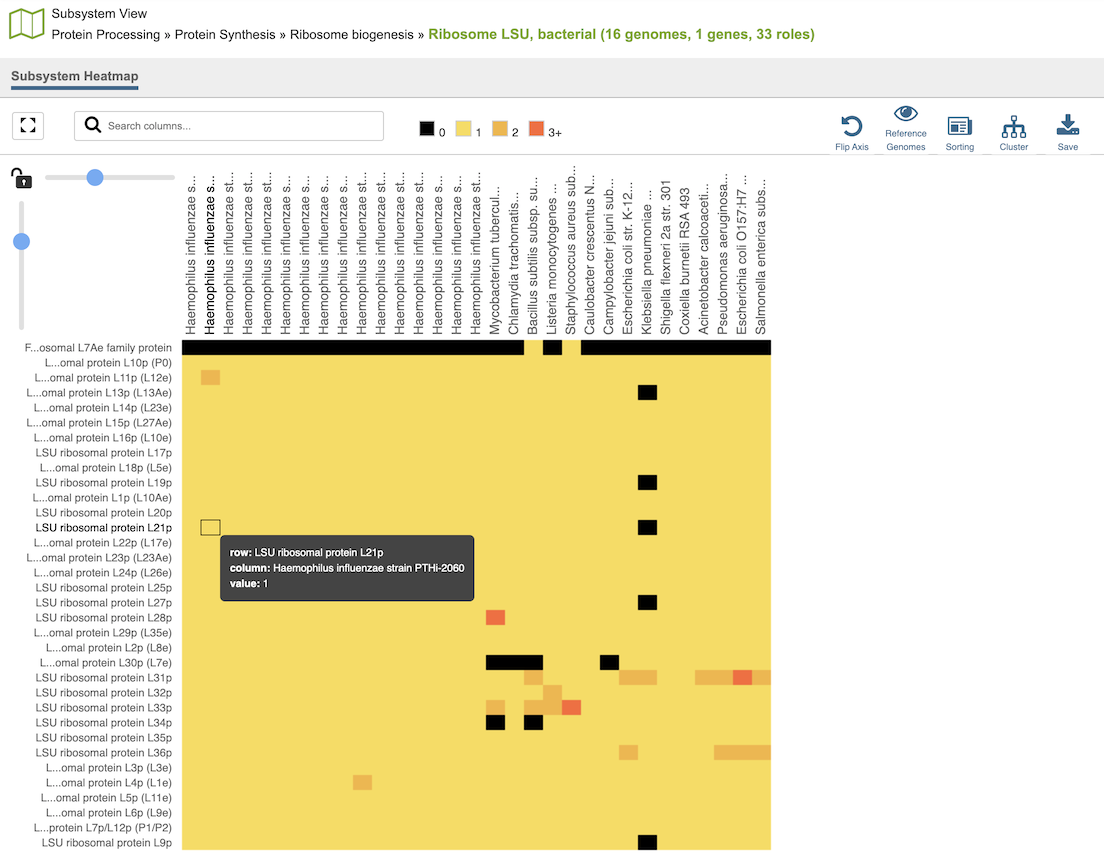 Subsystem View
Protein Processing » Protein Synthesis » Ribosome biogenesis » Ribosome LSU, bacterial (16 genomes, 1 genes, 33 roles)
Subsystem Heatmap
Search columns...
0
1
2
3+
Flip Axis
Reference Genomes
Sorting
Cluster
Save
Haemophilus influenzae s...
Haemophilus influenzae s...
Haemophilus influenzae st...
Haemophilus influenzae st...
Haemophilus influenzae st...
Haemophilus influenzae s...
Haemophilus influenzae s...
Haemophilus influenzae s...
Haemophilus influenzae s...
Haemophilus influenzae st...
Haemophilus influenzae st...
Haemophilus influenzae st...
Haemophilus influenzae st...
Haemophilus influenzae s...
Haemophilus influenzae s...
Haemophilus influenzae st...
Mycobacterium tubercul...
Chlamydia trachomatis...
Bacillus subtilis subsp. su...
Listeria monocytogenes ...
Staphylococcus aureus sub...
Caulobacter crescentus N...
Campylobacter jejuni sub...
Escherichia coli str. K-12...
Klebsiella pneumoniae ...
Shigella flexneri 2a str. 301
Coxiella burnetii RSA 493
Acinetobacter calcoaceti...
Pseudomonas aeruginosa...
Escherichia coli O157:H7 ...
Salmonella enterica subs...
F...osomal L7Ae family protein
L...omal protein L10p (P0)
L...omal protein L11p (L12e)
L...omal protein L13p (L13Ae)
L...omal protein L14p (L23e)
L...omal protein L15p (L27Ae)
L...omal protein L16p (L10e)
LSU ribosomal protein L17p
L...omal protein L18p (L5e)
LSU ribosomal protein L19p
L...omal protein L1p (L10Ae)
LSU ribosomal protein L20p
LSU ribosomal protein L21p
L...omal protein L22p (L17e)
L...omal protein L23p (L23Ae)
L...omal protein L24p (L26e)
LSU ribosomal protein L25p
LSU ribosomal protein L27p
LSU ribosomal protein L28p
L...omal protein L29p (L35e)
L...omal protein L2p (L8e)
L...omal protein L30p (L7e)
LSU ribosomal protein L31p
LSU ribosomal protein L32p
LSU ribosomal protein L33p
LSU ribosomal protein L34p
LSU ribosomal protein L35p
LSU ribosomal protein L36p
L...omal protein L3p (L3e)
L...omal protein L4p (L1e)
L...omal protein L5p (L11e)
L...omal protein L6p (L9e)
L...protein L7p/L12p (P1/P2)
LSU ribosomal protein L9p
row: LSU ribosomal protein L21p
column: Haemophilus influenzae strain PTHi-2060
value: 1